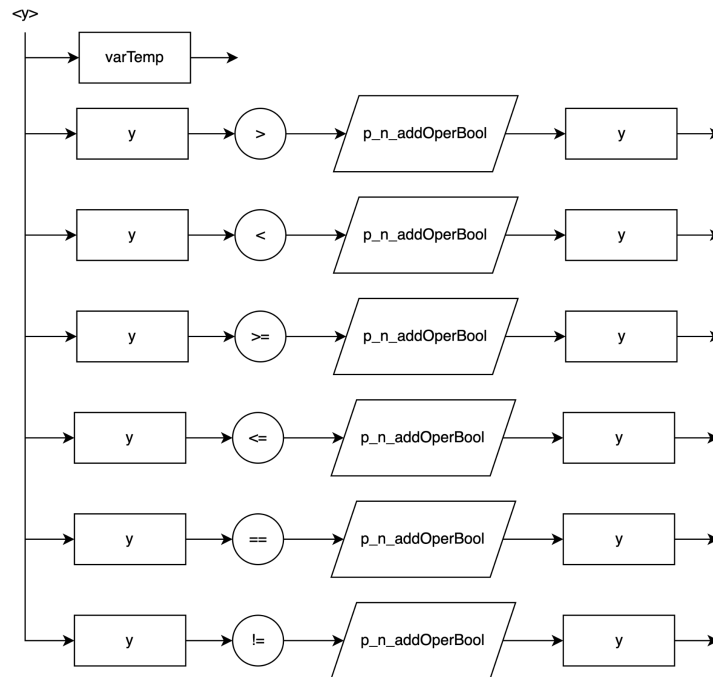 <y>
varTemp
y > p_n_addOperBool y
y < p_n_addOperBool y
y >= p_n_addOperBool y
y <= p_n_addOperBool y
y == p_n_addOperBool y
y != p_n_addOperBool y